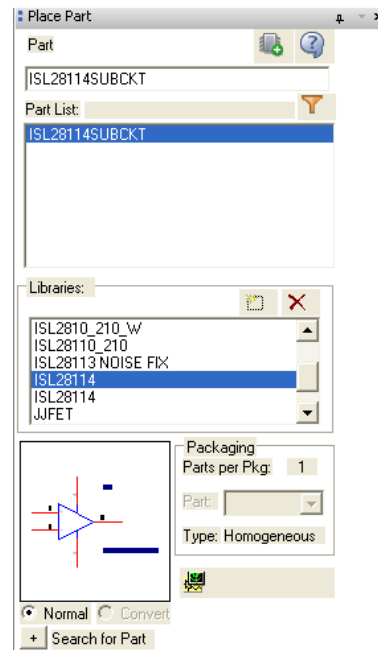 Place Part
Part
ISL28114SUBCKT
Part List:
ISL28114SUBCKT
Libraries:
ISL2810_210_W
ISL28110_210
ISL28113 NOISE FIX
ISL28114
ISL28114
JJFET
Packaging
Parts per Pkg: 1
Part:
Type: Homogeneous
Normal Convert
+ Search for Part